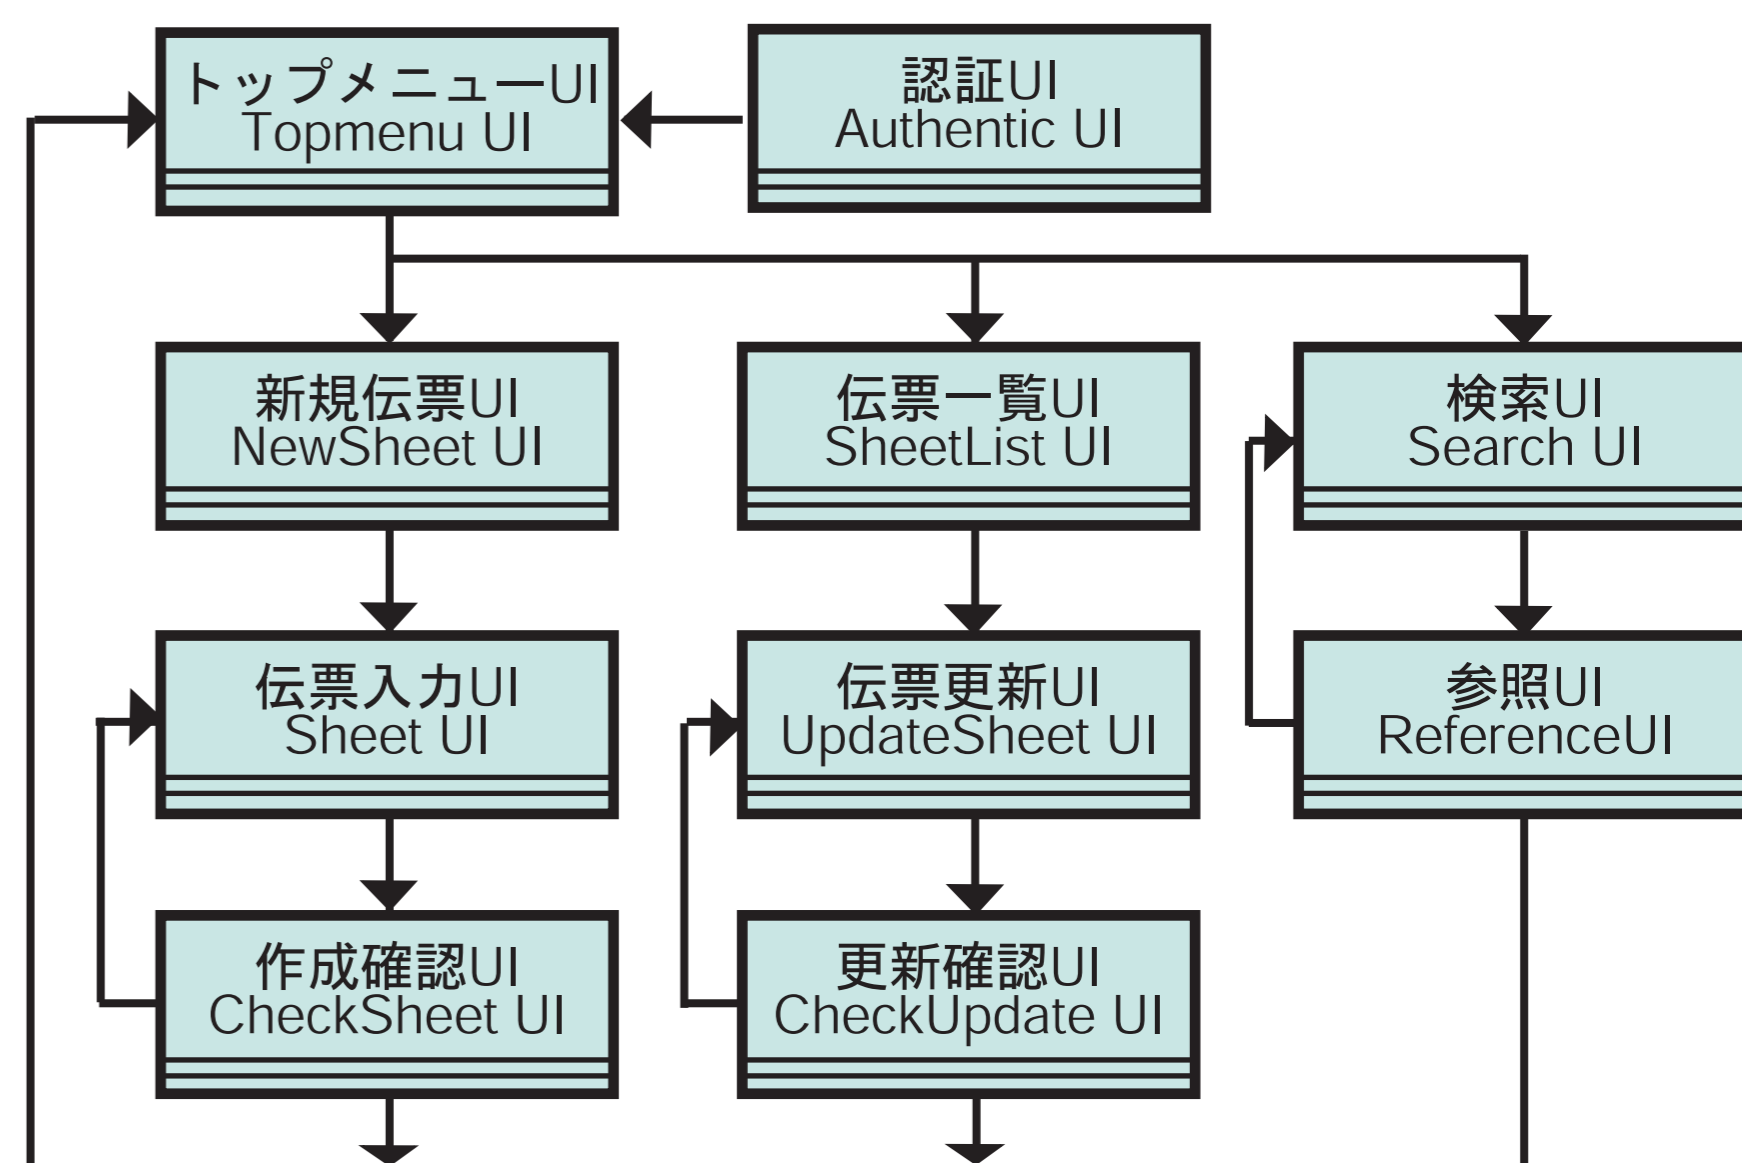 トップメニューUI
Topmenu UI
認証UI
Authentic UI
新規伝票UI
NewSheet UI
伝票一覧UI
SheetList UI
検索UI
Search UI
伝票入力UI
Sheet UI
伝票更新UI
UpdateSheet UI
参照UI
ReferenceUI
作成確認UI
CheckSheet UI
更新確認UI
CheckUpdate UI